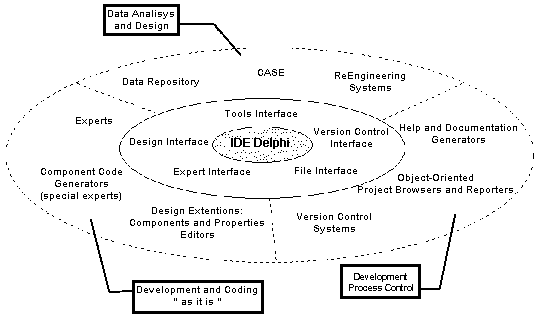 Data Analisys
and Design
CASE
Data Repository
ReEngineering
Systems
Tools Interface
Experts
Design Interface
IDE Delphi
Version Control
Interface
Help and Documentation
Generators
Component Code
Generators
(special experts)
Expert Interface
File Interface
Object-Oriented
Project Browsers and Reporters
Design Extentions:
Components and Properties
Editors
Version Control
Systems
Development and Coding
" as it is "
Development
Process Control